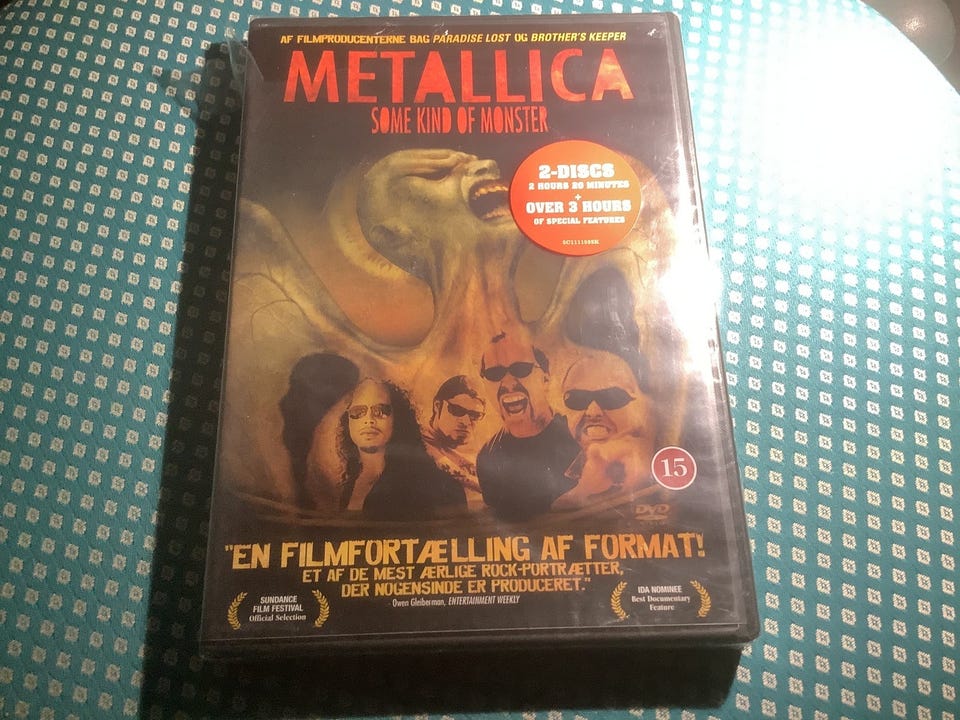 AF FILMPRODUCENTERNE BAG PARADISE LOST OG BROTHER'S KEEPER
METALLICA
SOME KIND OF MONSTER
2-DISCS
2 HOURS 20 MINUTES
+
OVER 3 HOURS
OF SPECIAL FEATURES
15
DVD
"EN FILMFORTÆLLING AF FORMAT!
ET AF DE MEST ÆRLIGE ROCK-PORTRÆTTER,
DER NOGENSINDE ER PRODUCERET."
- Owen Gleiberman, ENTERTAINMENT WEEKLY
SUNDANCE
FILM FESTIVAL
Official Selection
IDA NOMINEE
Best Documentary
Feature